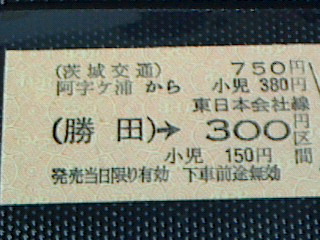 (茨城交通) 750円
阿字ケ浦 から 小児 380円
東日本会社線
(勝田)→ 300円区間
小児 150円
発売当日限り有効 下車前途無効